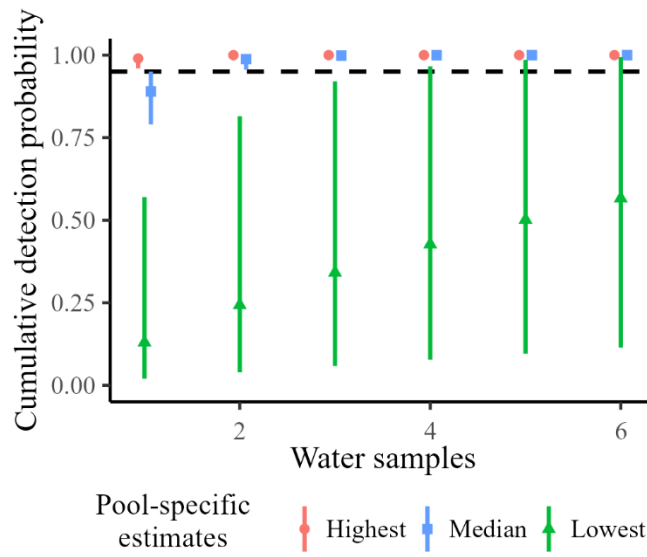 Cumulative detection probability
1.00
0.75
0.50
0.25
0.00
2 4 6
Water samples
Pool-specific
estimates
Highest Median Lowest